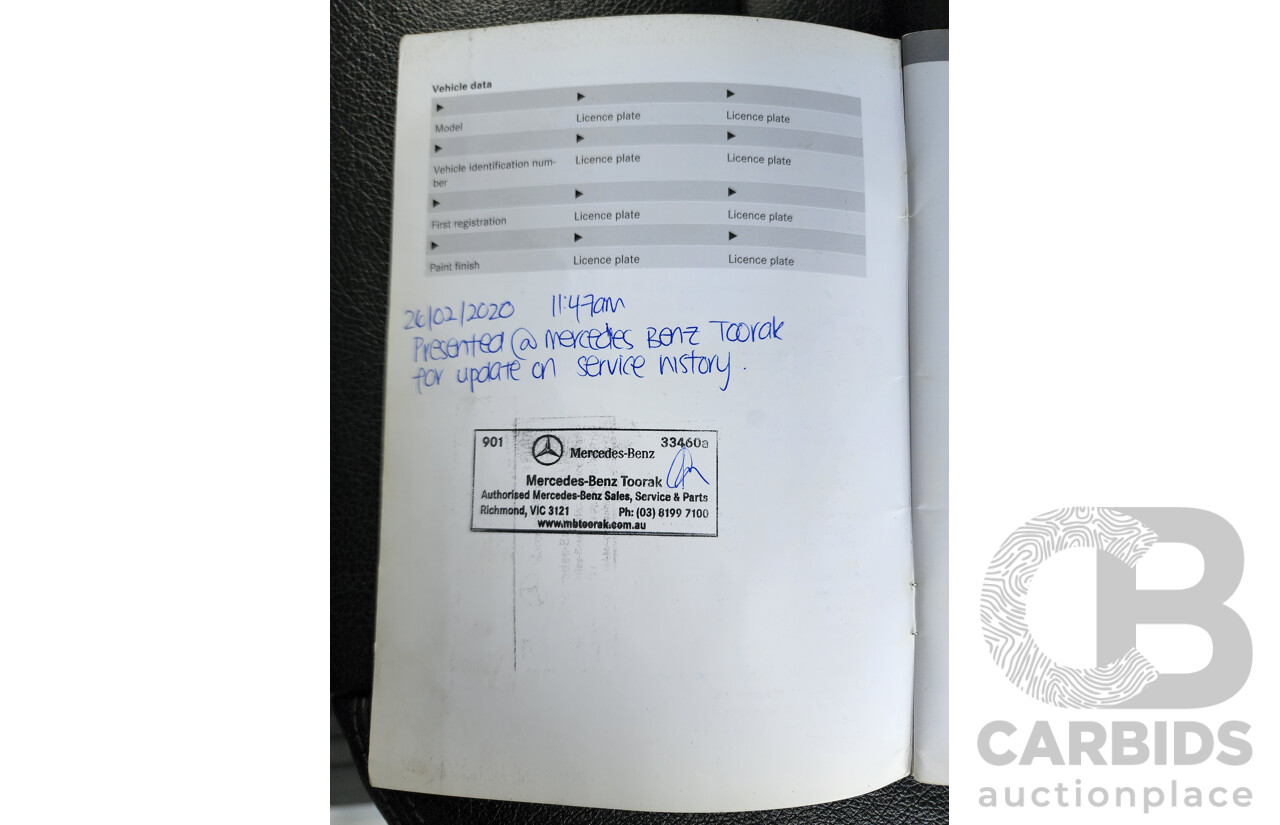 Vehicle data
▶ ▶ ▶
Model Licence plate Licence plate
▶ ▶ ▶
Vehicle identification num- Licence plate Licence plate
ber
▶ ▶ ▶
First registration Licence plate Licence plate
▶ ▶ ▶
Paint finish Licence plate Licence plate
26/02/2020 11:47am
Presented @ Mercedes Benz Toorak
for update on service history.
901 33460a
Mercedes-Benz
Mercedes-Benz Toorak
Authorised Mercedes-Benz Sales, Service & Parts
Richmond, VIC 3121 Ph: (03) 8199 7100
www.mbtoorak.com.au
CB
CARBIDS
auctionplace